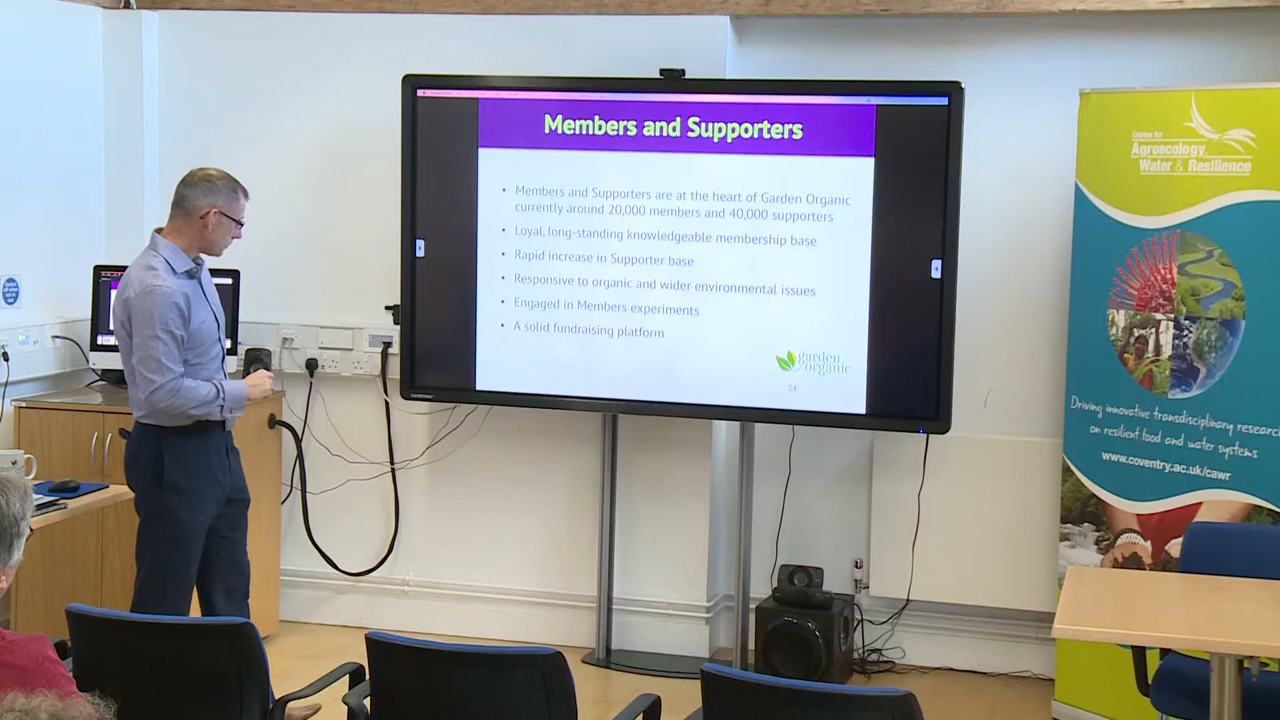 Members and Supporters
• Members and Supporters are at the heart of Garden Organic
currently around 20,000 members and 40,000 supporters
• Loyal, long-standing knowledgeable membership base
• Rapid increase in Supporter base
• Responsive to organic and wider environmental issues
• Engaged in Members experiments
• A solid fundraising platform
garden
organic
24
Centre for
Agroecology,
Water & Resilience
Driving innovative transdisciplinary researc
on resilient food and water systems
www.coventry.ac.uk/cawr